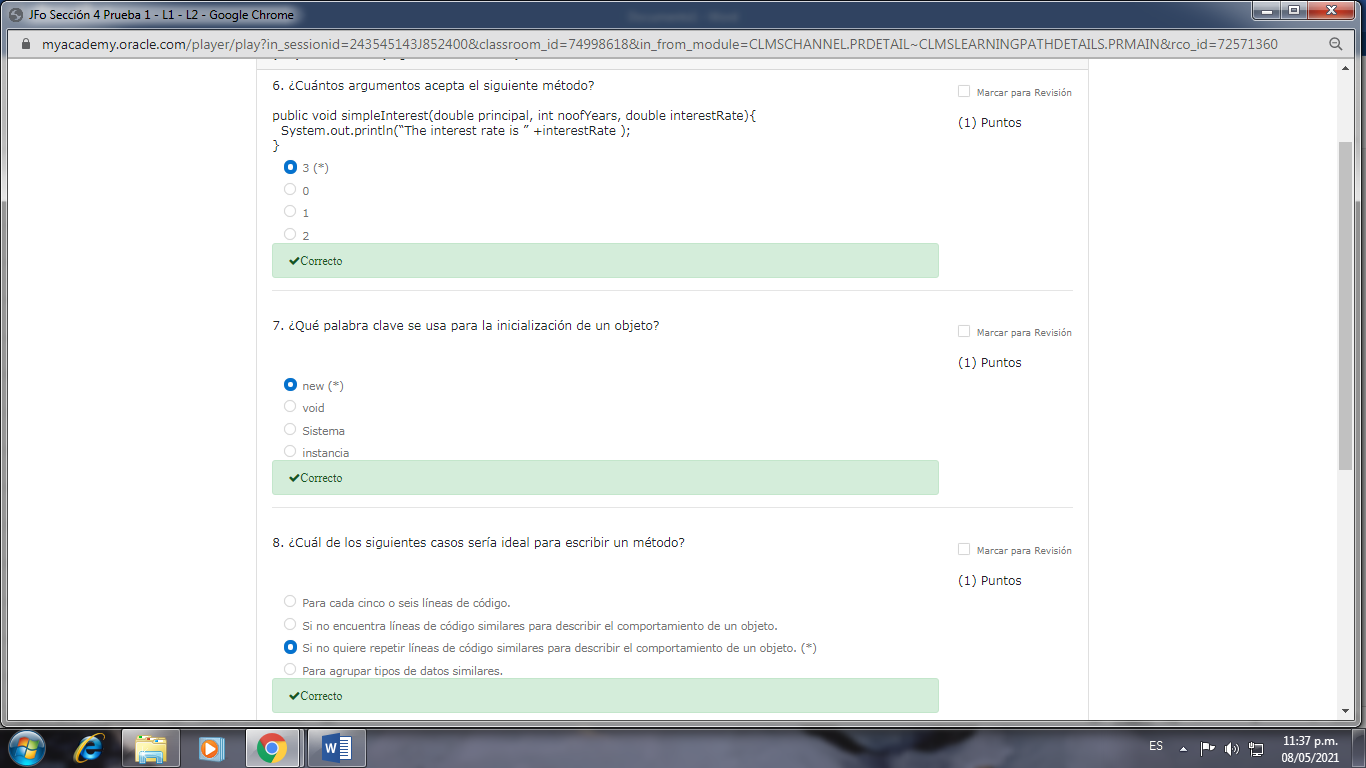 JFo Sección 4 Prueba 1 - L1 - L2 - Google Chrome
myacademy.oracle.com/player/play?in_sessionid=243545143J852400&classroom_id=74998618&in_from_module=CLMSCHANNEL.PRDETAIL~CLMSLEARNINGPATHDETAILS.PRMAIN&rco_id=72571360
6. ¿Cuántos argumentos acepta el siguiente método?
Marcar para Revisión
(1) Puntos
public void simpleInterest(double principal, int noofYears, double interestRate){
System.out.println(“The interest rate is ” +interestRate );
}
3 (*)
0
1
2
✔Correcto
7. ¿Qué palabra clave se usa para la inicialización de un objeto?
Marcar para Revisión
(1) Puntos
new (*)
void
Sistema
instancia
✔Correcto
8. ¿Cuál de los siguientes casos sería ideal para escribir un método?
Marcar para Revisión
(1) Puntos
Para cada cinco o seis líneas de código.
Si no encuentra líneas de código similares para describir el comportamiento de un objeto.
Si no quiere repetir líneas de código similares para describir el comportamiento de un objeto. (*)
Para agrupar tipos de datos similares.
✔Correcto
ES
11:37 p.m.
08/05/2021